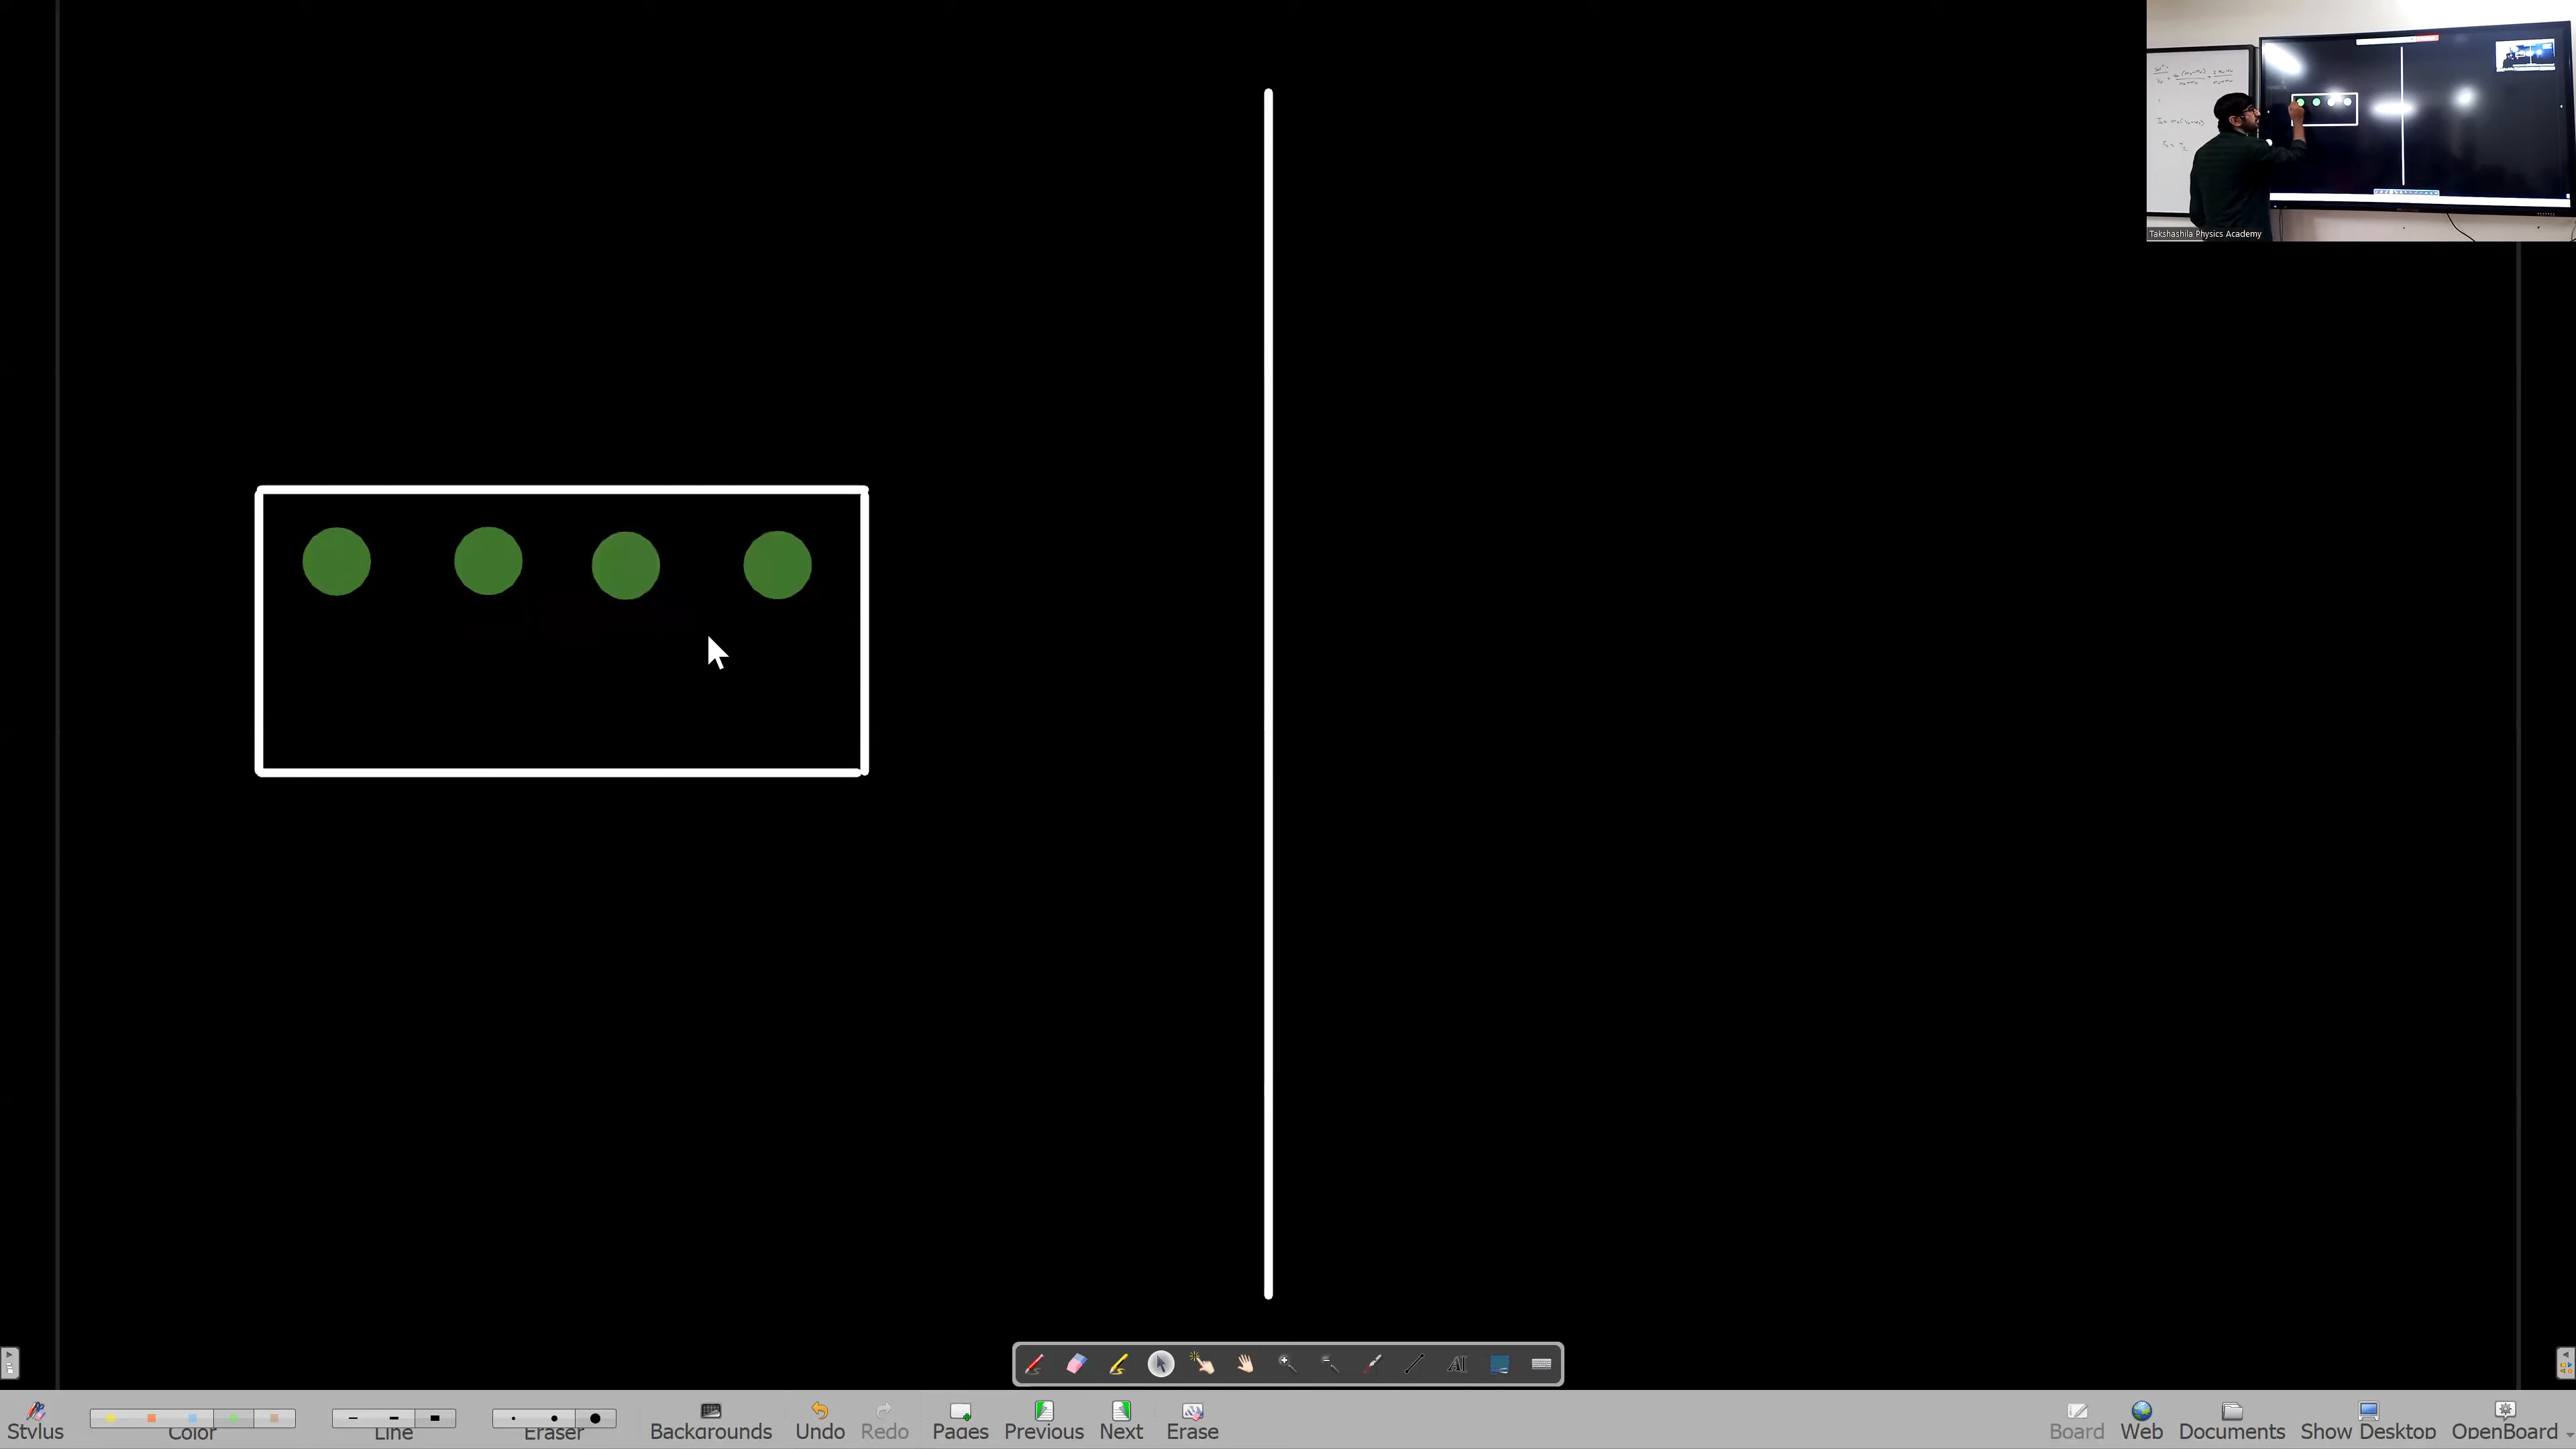 Takshashila Physics Academy
Stylus
Color
Line
Eraser
Backgrounds
Undo
Redo
Pages
Previous
Next
Erase
Board
Web
Documents
Show Desktop
OpenBoard